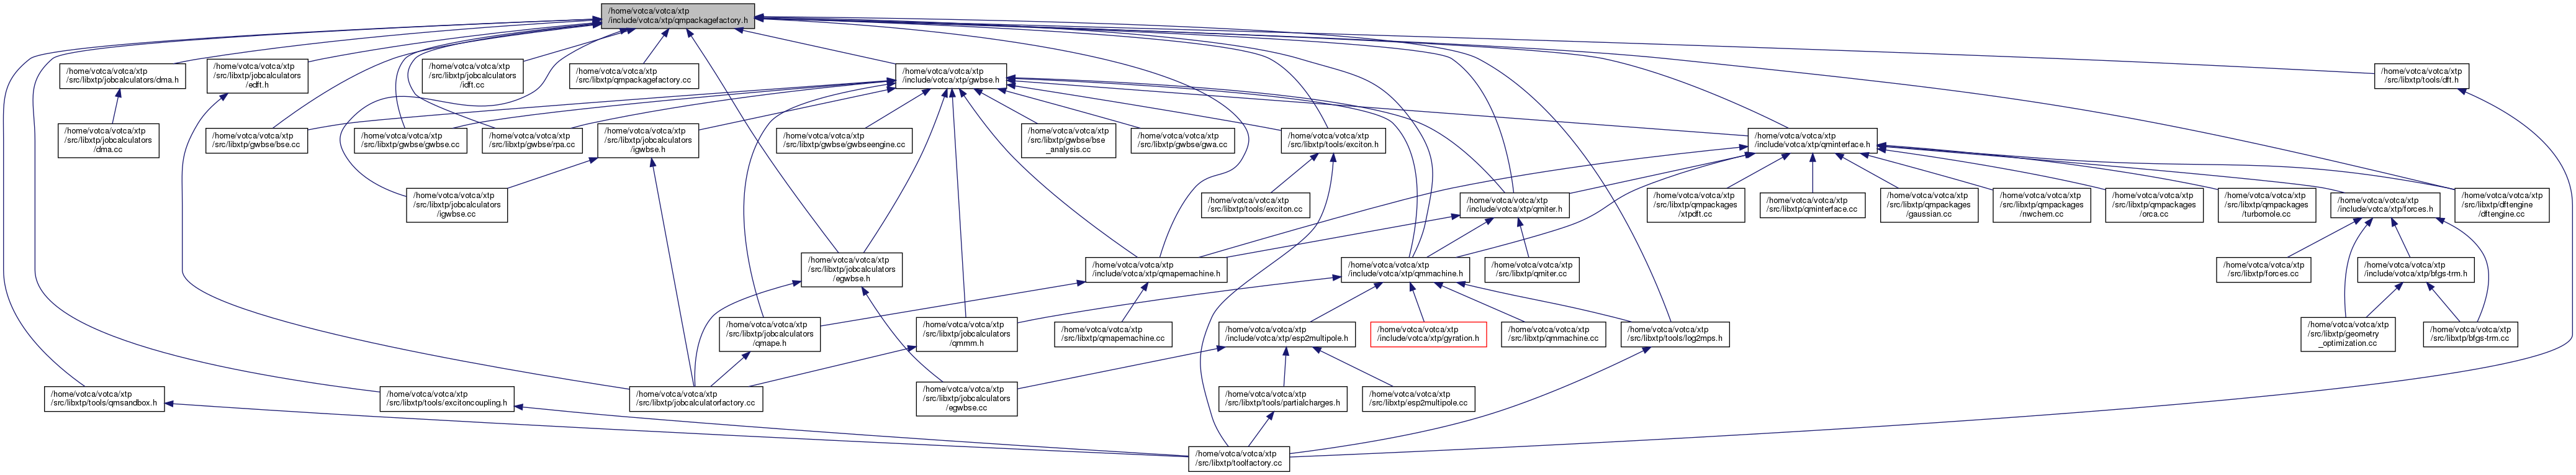 /home/votca/votca/xtp
/include/votca/xtp/qmpackagefactory.h
/home/votca/votca/xtp
/src/libxtp/jobcalculators/dma.h
/home/votca/votca/xtp
/src/libxtp/jobcalculators
/edft.h
/home/votca/votca/xtp
/src/libxtp/jobcalculators
/idft.cc
/home/votca/votca/xtp
/src/libxtp/qmpackagefactory.cc
/home/votca/votca/xtp
/include/votca/xtp/gwbse.h
/home/votca/votca/xtp
/src/libxtp/tools/dft.h
/home/votca/votca/xtp
/src/libxtp/jobcalculators
/dma.cc
/home/votca/votca/xtp
/src/libxtp/gwbse/bse.cc
/home/votca/votca/xtp
/src/libxtp/gwbse/gwbse.cc
/home/votca/votca/xtp
/src/libxtp/gwbse/rpa.cc
/home/votca/votca/xtp
/src/libxtp/jobcalculators
/igwbse.h
/home/votca/votca/xtp
/src/libxtp/gwbse/gwbseengine.cc
/home/votca/votca/xtp
/src/libxtp/gwbse/bse
_analysis.cc
/home/votca/votca/xtp
/src/libxtp/gwbse/gwa.cc
/home/votca/votca/xtp
/src/libxtp/tools/exciton.h
/home/votca/votca/xtp
/include/votca/xtp/qminterface.h
/home/votca/votca/xtp
/src/libxtp/jobcalculators
/igwbse.cc
/home/votca/votca/xtp
/src/libxtp/tools/exciton.cc
/home/votca/votca/xtp
/include/votca/xtp/qmiter.h
/home/votca/votca/xtp
/src/libxtp/qmpackages
/xtpdft.cc
/home/votca/votca/xtp
/src/libxtp/qminterface.cc
/home/votca/votca/xtp
/src/libxtp/qmpackages
/gaussian.cc
/home/votca/votca/xtp
/src/libxtp/qmpackages
/nwchem.cc
/home/votca/votca/xtp
/src/libxtp/qmpackages
/orca.cc
/home/votca/votca/xtp
/src/libxtp/qmpackages
/turbomole.cc
/home/votca/votca/xtp
/include/votca/xtp/forces.h
/home/votca/votca/xtp
/src/libxtp/dftengine
/dftengine.cc
/home/votca/votca/xtp
/src/libxtp/jobcalculators
/egwbse.h
/home/votca/votca/xtp
/include/votca/xtp/qmapemachine.h
/home/votca/votca/xtp
/include/votca/xtp/qmmachine.h
/home/votca/votca/xtp
/src/libxtp/qmiter.cc
/home/votca/votca/xtp
/src/libxtp/forces.cc
/home/votca/votca/xtp
/include/votca/xtp/bfgs-trm.h
/home/votca/votca/xtp
/src/libxtp/jobcalculators
/qmape.h
/home/votca/votca/xtp
/src/libxtp/jobcalculators
/qmmm.h
/home/votca/votca/xtp
/src/libxtp/qmapemachine.cc
/home/votca/votca/xtp
/include/votca/xtp/esp2multipole.h
/home/votca/votca/xtp
/include/votca/xtp/gyration.h
/home/votca/votca/xtp
/src/libxtp/qmmachine.cc
/home/votca/votca/xtp
/src/libxtp/tools/log2mps.h
/home/votca/votca/xtp
/src/libxtp/geometry
_optimization.cc
/home/votca/votca/xtp
/src/libxtp/bfgs-trm.cc
/home/votca/votca/xtp
/src/libxtp/tools/qmsandbox.h
/home/votca/votca/xtp
/src/libxtp/tools/excitoncoupling.h
/home/votca/votca/xtp
/src/libxtp/jobcalculatorfactory.cc
/home/votca/votca/xtp
/src/libxtp/jobcalculators
/egwbse.cc
/home/votca/votca/xtp
/src/libxtp/tools/partialcharges.h
/home/votca/votca/xtp
/src/libxtp/esp2multipole.cc
/home/votca/votca/xtp
/src/libxtp/toolfactory.cc